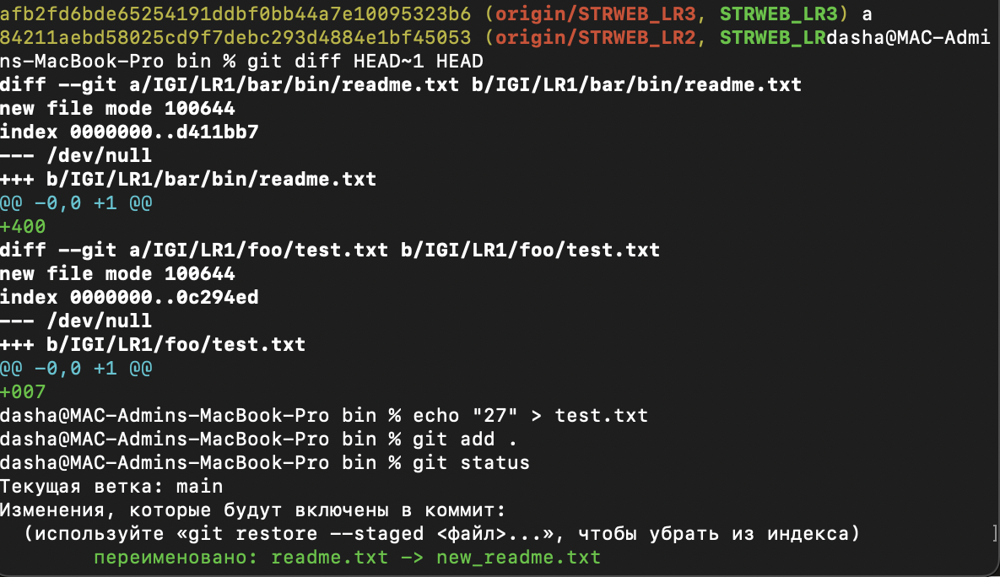 afb2fd6bde65254191ddbf0bb44a7e10095323b6 (origin/STRWEB_LR3, STRWEB_LR3) a
84211aebd58025cd9f7debc293d4884e1bf45053 (origin/STRWEB_LR2, STRWEB_LRdasha@MAC-Admi
ns-MacBook-Pro bin % git diff HEAD~1 HEAD
diff --git a/IGI/LR1/bar/bin/readme.txt b/IGI/LR1/bar/bin/readme.txt
new file mode 100644
index 0000000..d411bb7
--- /dev/null
+++ b/IGI/LR1/bar/bin/readme.txt
@@ -0,0 +1 @@
+400
diff --git a/IGI/LR1/foo/test.txt b/IGI/LR1/foo/test.txt
new file mode 100644
index 0000000..0c294ed
--- /dev/null
+++ b/IGI/LR1/foo/test.txt
@@ -0,0 +1 @@
+007
dasha@MAC-Admins-MacBook-Pro bin % echo "27" > test.txt
dasha@MAC-Admins-MacBook-Pro bin % git add .
dasha@MAC-Admins-MacBook-Pro bin % git status
Текущая ветка: main
Изменения, которые будут включены в коммит:
  (используйте «git restore --staged <файл>...», чтобы убрать из индекса) ]
        переименовано: readme.txt -> new_readme.txt